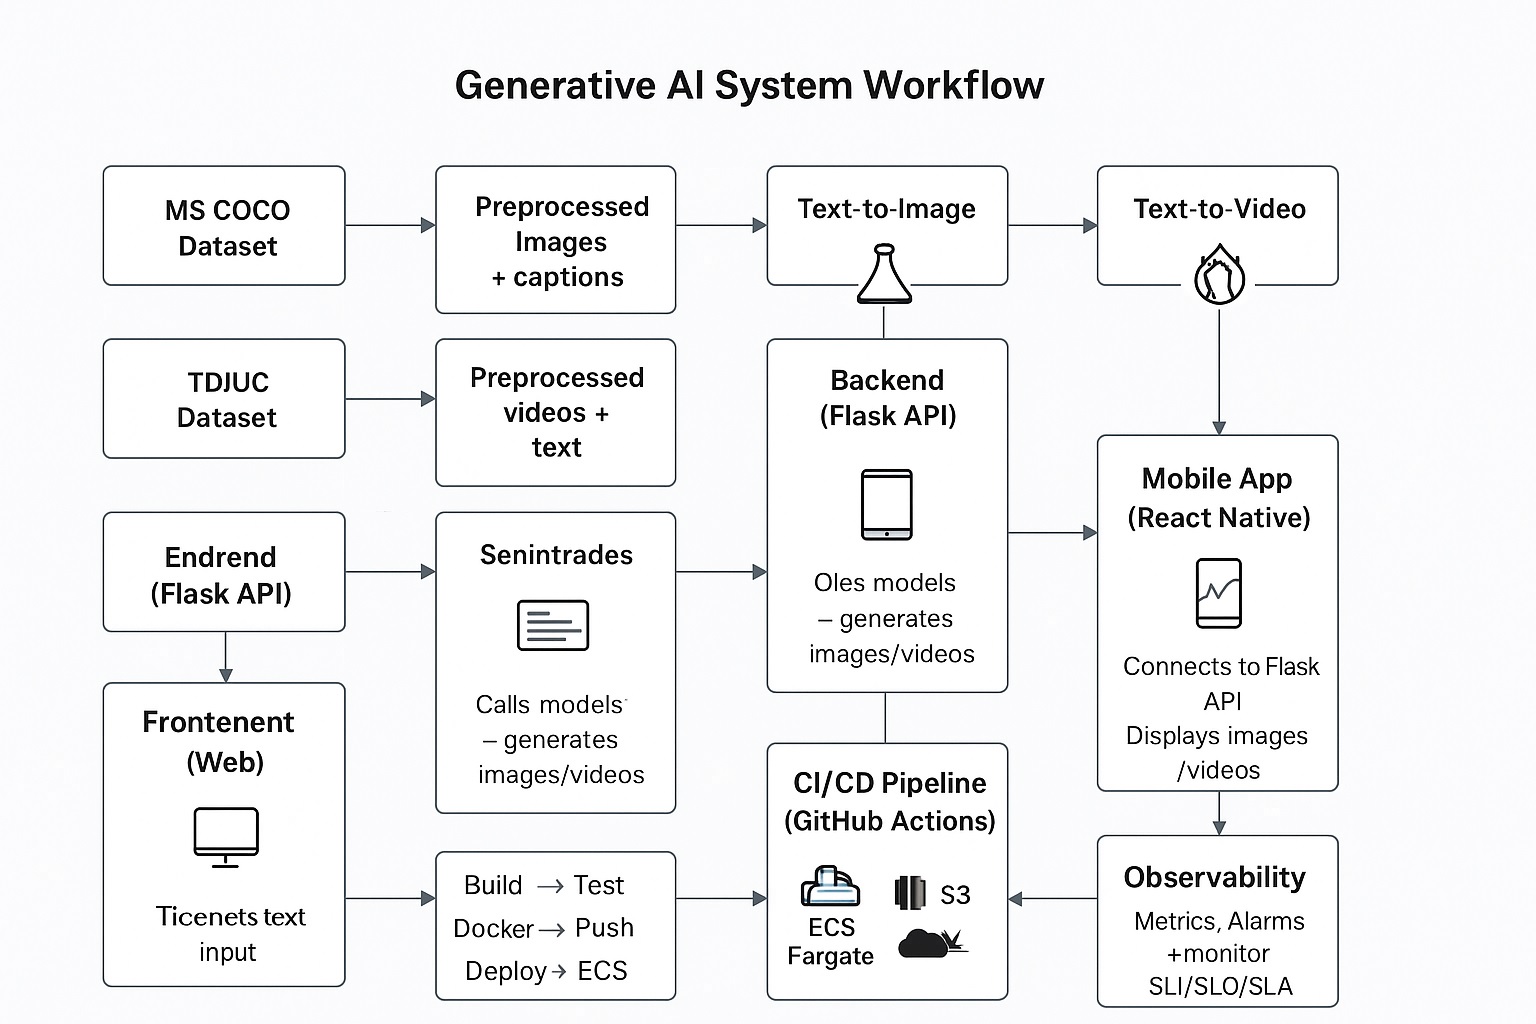 Generative AI System Workflow
MS COCO
Dataset
Preprocessed
Images
+ captions
Text-to-Image
Text-to-Video
TDJUC
Dataset
Preprocessed
videos +
text
Backend
(Flask API)
Oles models
– generates
images/videos
Mobile App
(React Native)
Connects to Flask
API
Displays images
/videos
Endrend
(Flask API)
Senintrades
Calls models
– generates
images/videos
Frontenent
(Web)
Ticenets text
input
Build → Test
Docker → Push
Deploy → ECS
CI/CD Pipeline
(GitHub Actions)
ECS
Fargate
S3
Observability
Metrics, Alarms
+monitor
SLI/SLO/SLA